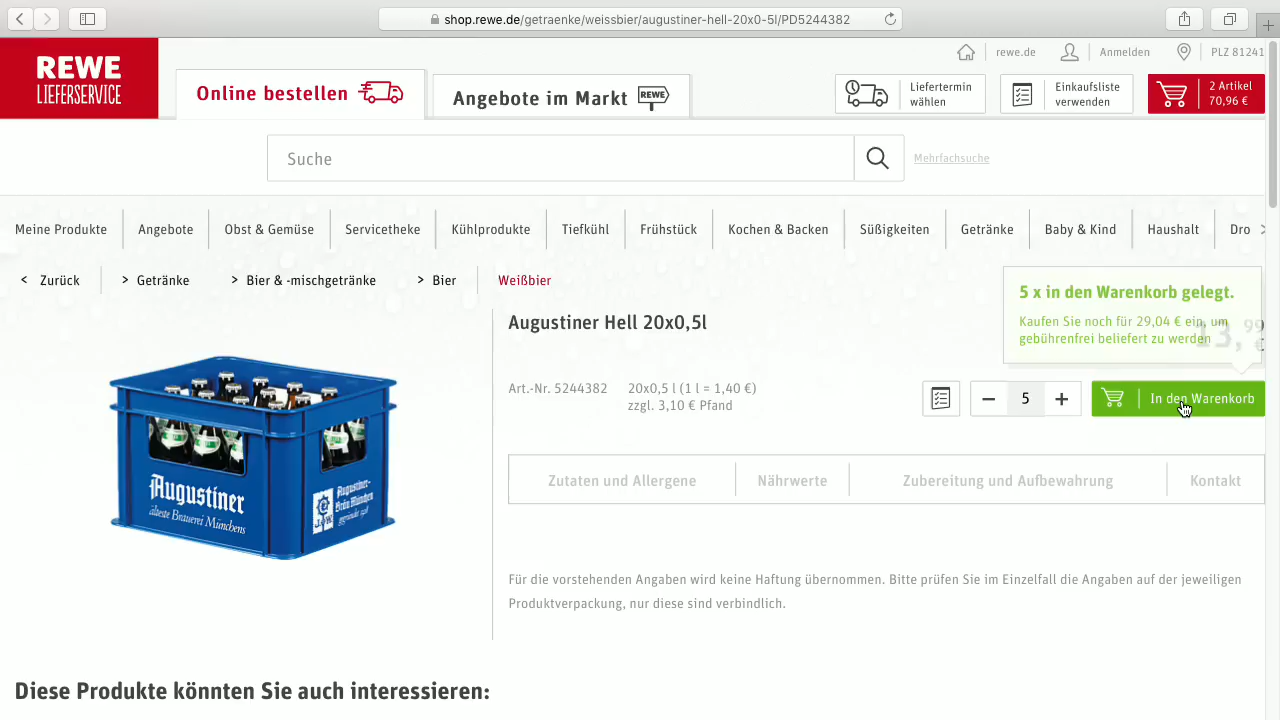 shop.rewe.de/getraenke/weissbier/augustiner-hell-20x0-5l/PD5244382
REWE
LIEFERSERVICE
rewe.de
Anmelden
PLZ 81241
Online bestellen
Angebote im Markt
REWE
Liefertermin
wählen
Einkaufsliste
verwenden
2 Artikel
70,96 €
Suche
Mehrfachsuche
Meine Produkte
Angebote
Obst & Gemüse
Servicetheke
Kühlprodukte
Tiefkühl
Frühstück
Kochen & Backen
Süßigkeiten
Getränke
Baby & Kind
Haushalt
Dro >
< Zurück
> Getränke
> Bier & -mischgetränke
> Bier
Weißbier
5 x in den Warenkorb gelegt.
Kaufen Sie noch für 29,04 € ein, um
gebührenfrei beliefert zu werden
13,99 €
Augustiner Hell 20x0,5l
Art.-Nr. 5244382
20x0,5 l (1 l = 1,40 €)
zzgl. 3,10 € Pfand
− 5 +
In den Warenkorb
Augustiner
älteste Brauerei Münchens
Augustiner-
Bräu München
gegründet 1328
Zutaten und Allergene
Nährwerte
Zubereitung und Aufbewahrung
Kontakt
Für die vorstehenden Angaben wird keine Haftung übernommen. Bitte prüfen Sie im Einzelfall die Angaben auf der jeweiligen
Produktverpackung, nur diese sind verbindlich.
Diese Produkte könnten Sie auch interessieren: